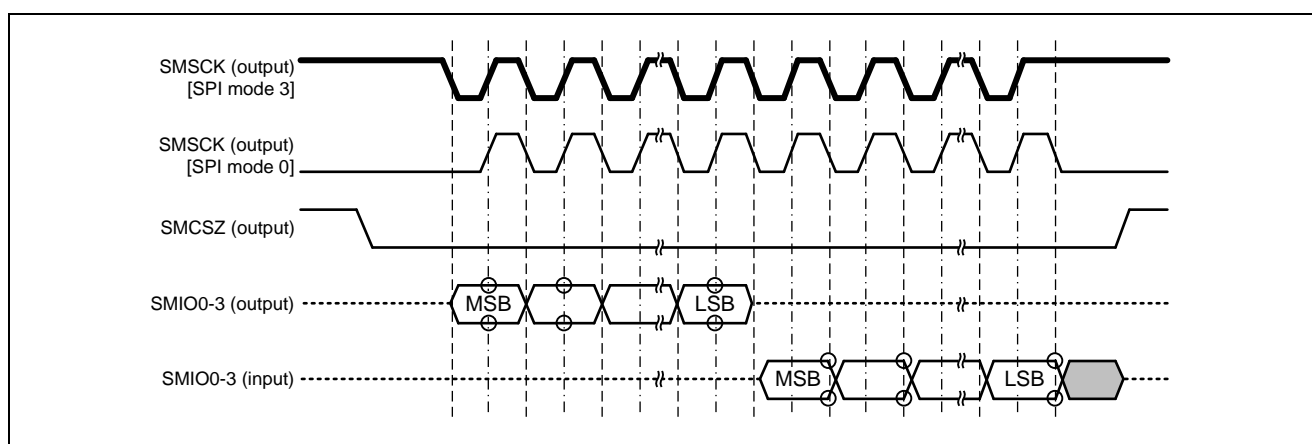 SMSCK (output)
[SPI mode 3]
SMSCK (output)
[SPI mode 0]
SMCSZ (output)
SMIO0-3 (output)
MSB
LSB
SMIO0-3 (input)
MSB
LSB